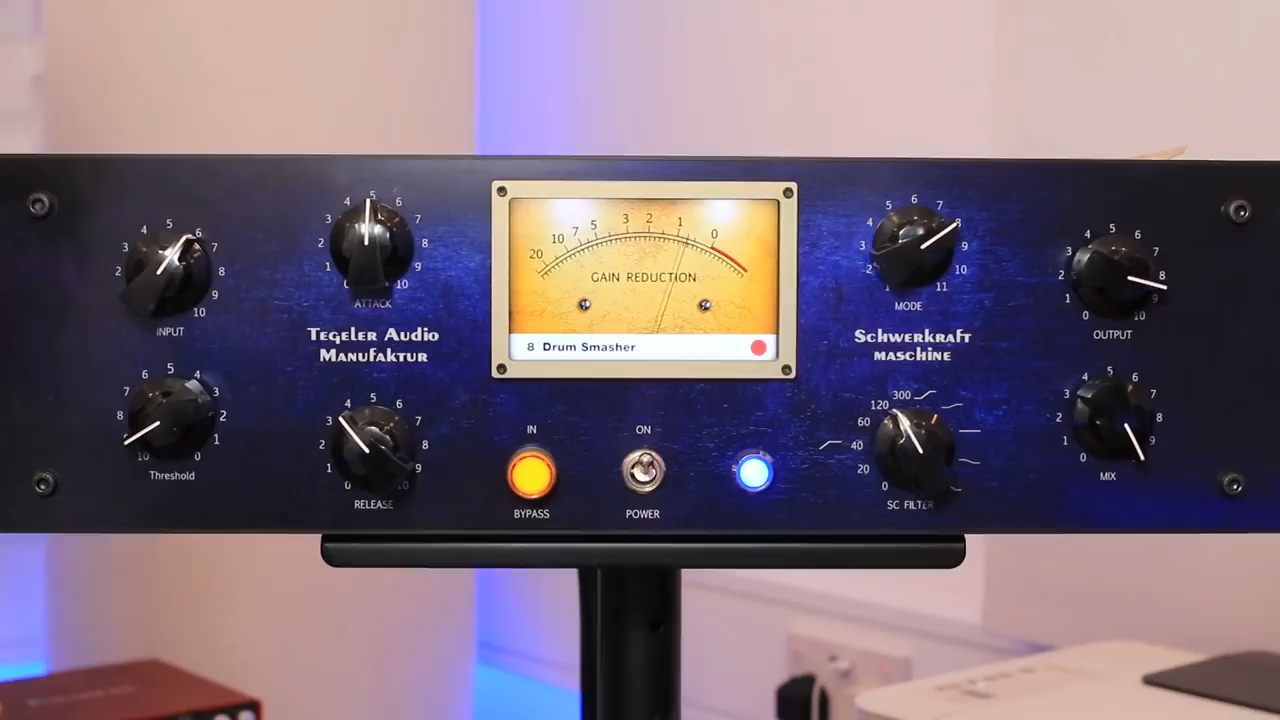 5
4 6
3 7
2 8
9
10
INPUT
5
4 6
3 7
2 8
1 9
0 10
ATTACK
Tegeler Audio
Manufaktur
20 10 7 5 3 2 1 0
GAIN REDUCTION
8 Drum Smasher
6 7
5 8
4
3
2 10
1 11
MODE
Schwerkraft
maschine
5
4 6
3 7
2 8
1 9
0 10
OUTPUT
5
6 4
7 3
8 2
1
10 0
Threshold
5
4 6
3 7
2 8
1 9
0 10
RELEASE
IN
BYPASS
ON
POWER
300
120
60
40
20
0
SC FILTER
5
4 6
3 7
2 8
1 9
0
MIX